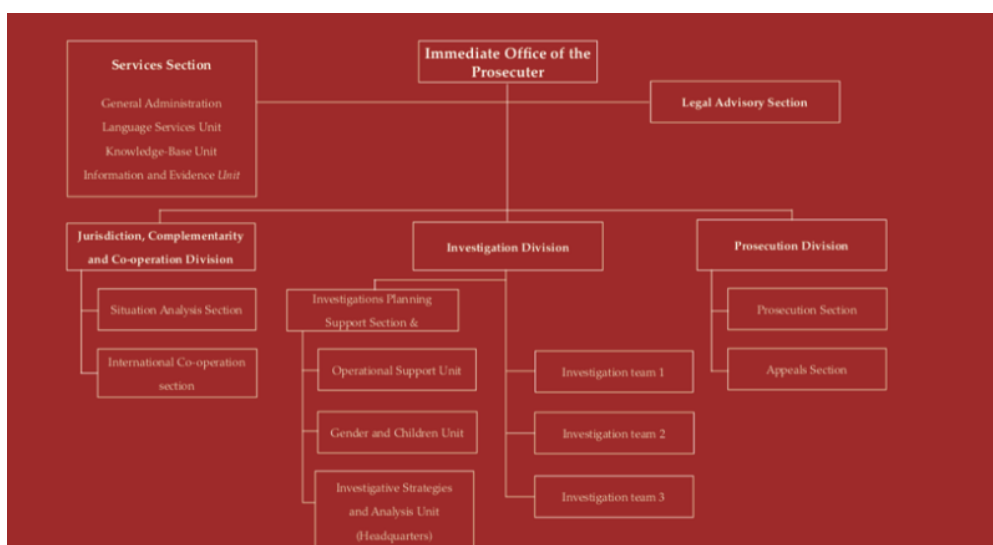 Services Section
General Administration
Language Services Unit
Knowledge-Base Unit
Information and Evidence Unit
Immediate Office of the
Prosecuter
Legal Advisory Section
Jurisdiction, Complementarity
and Co-operation Division
Situation Analysis Section
International Co-operation
section
Investigation Division
Investigations Planning
Support Section &
Operational Support Unit
Gender and Children Unit
Investigative Strategies
and Analysis Unit
(Headquarters)
Investigation team 1
Investigation team 2
Investigation team 3
Prosecution Division
Prosecution Section
Appeals Section